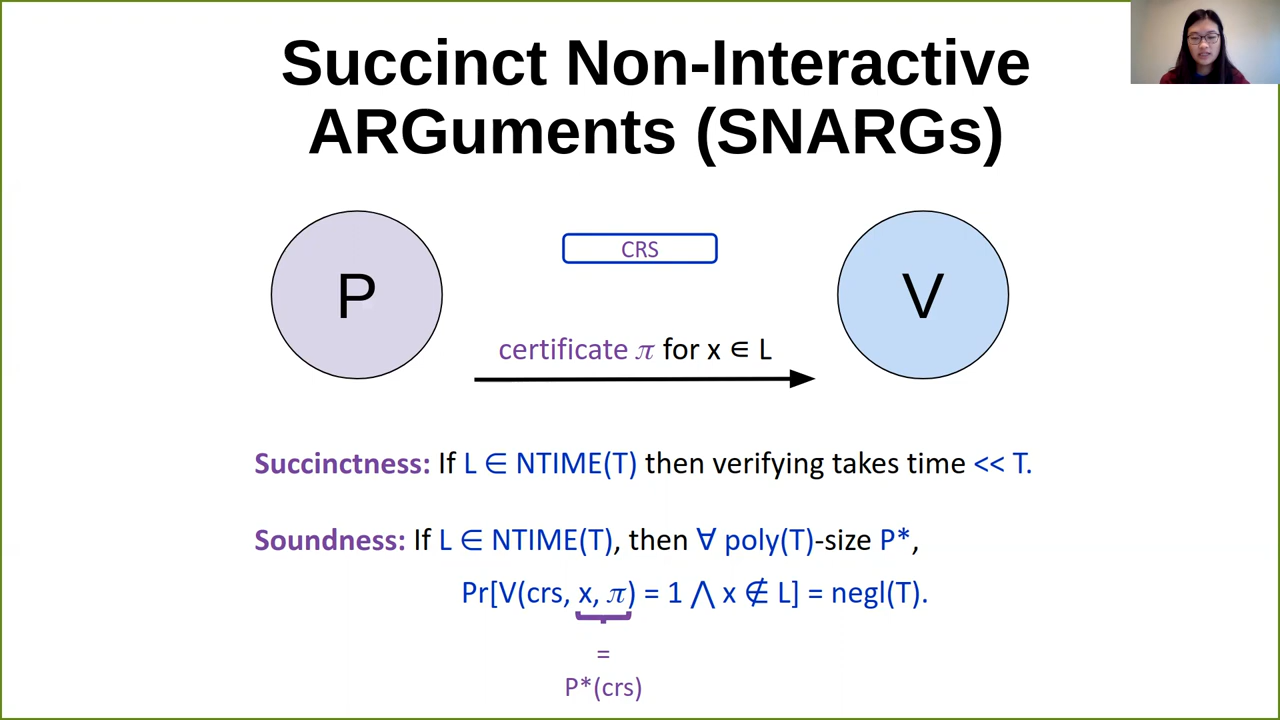 Succinct Non-Interactive
ARGuments (SNARGs)
P
CRS
V
certificate 𝜋 for x ∈ L
Succinctness: If L ∈ NTIME(T) then verifying takes time << T.
Soundness: If L ∈ NTIME(T), then ∀ poly(T)-size P*,
Pr[V(crs, x, 𝜋) = 1 ⋀ x ∉ L] = negl(T).
=
P*(crs)